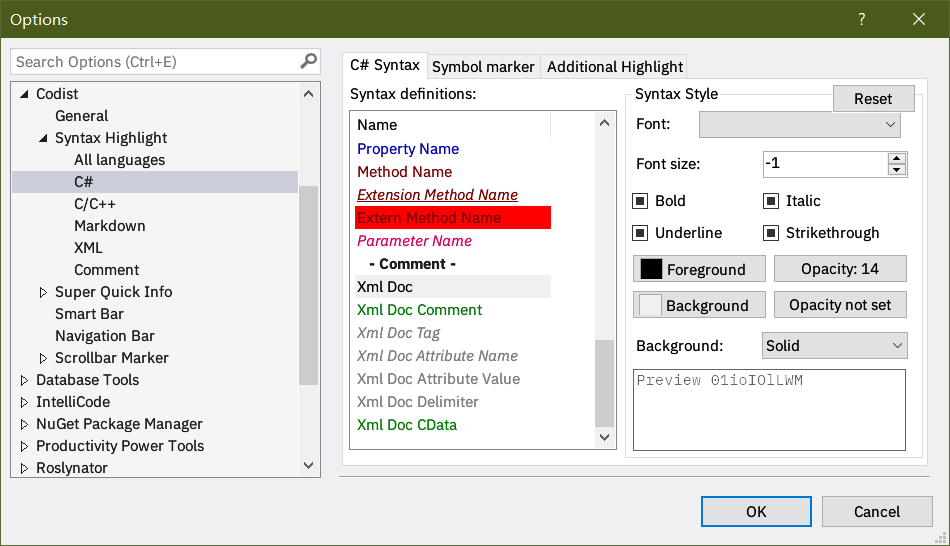 Options
?
Search Options (Ctrl+E)
Codist
General
Syntax Highlight
All languages
C#
C/C++
Markdown
XML
Comment
Super Quick Info
Smart Bar
Navigation Bar
Scrollbar Marker
Database Tools
IntelliCode
NuGet Package Manager
Productivity Power Tools
Roslynator
C# Syntax
Symbol marker
Additional Highlight
Syntax definitions:
Name
Property Name
Method Name
Extension Method Name
Extern Method Name
Parameter Name
- Comment -
Xml Doc
Xml Doc Comment
Xml Doc Tag
Xml Doc Attribute Name
Xml Doc Attribute Value
Xml Doc Delimiter
Xml Doc CData
Syntax Style
Reset
Font:
Font size:
-1
Bold
Italic
Underline
Strikethrough
Foreground
Opacity: 14
Background
Opacity not set
Background:
Solid
Preview 01ioIOlLWM
OK
Cancel